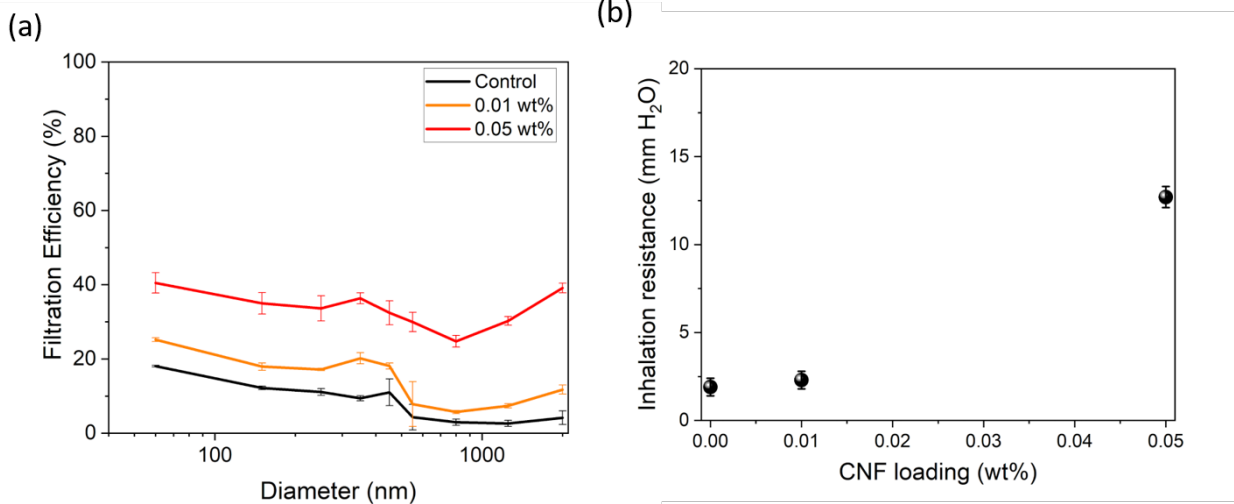 (a)
(b)
Filtration Efficiency (%)
100
80
60
40
20
0
Control
0.01 wt%
0.05 wt%
100
1000
Diameter (nm)
Inhalation resistance (mm H₂O)
20
15
10
5
0
0.00
0.01
0.02
0.03
0.04
0.05
CNF loading (wt%)